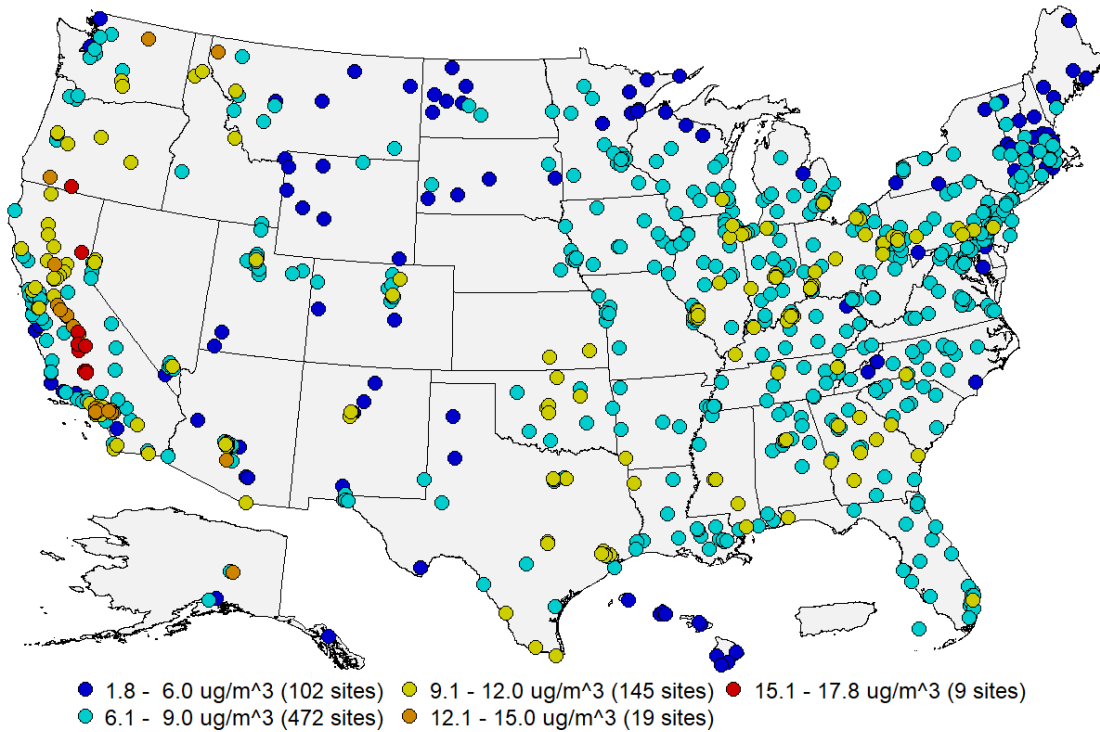 1.8 - 6.0 ug/m^3 (102 sites) 9.1 - 12.0 ug/m^3 (145 sites) 15.1 - 17.8 ug/m^3 (9 sites)
6.1 - 9.0 ug/m^3 (472 sites) 12.1 - 15.0 ug/m^3 (19 sites)